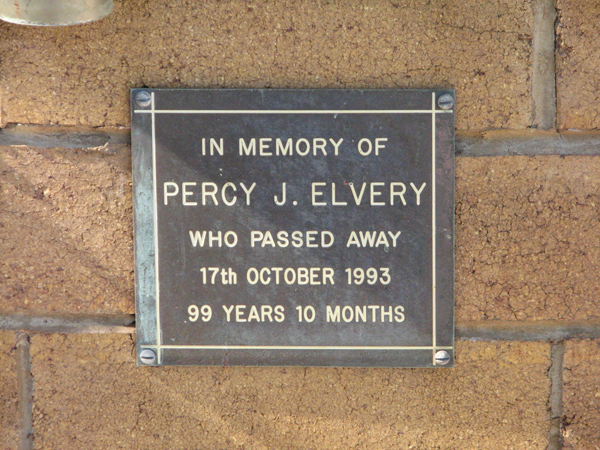 IN MEMORY OF
PERCY J. ELVERY
WHO PASSED AWAY
17th OCTOBER 1993
99 YEARS 10 MONTHS